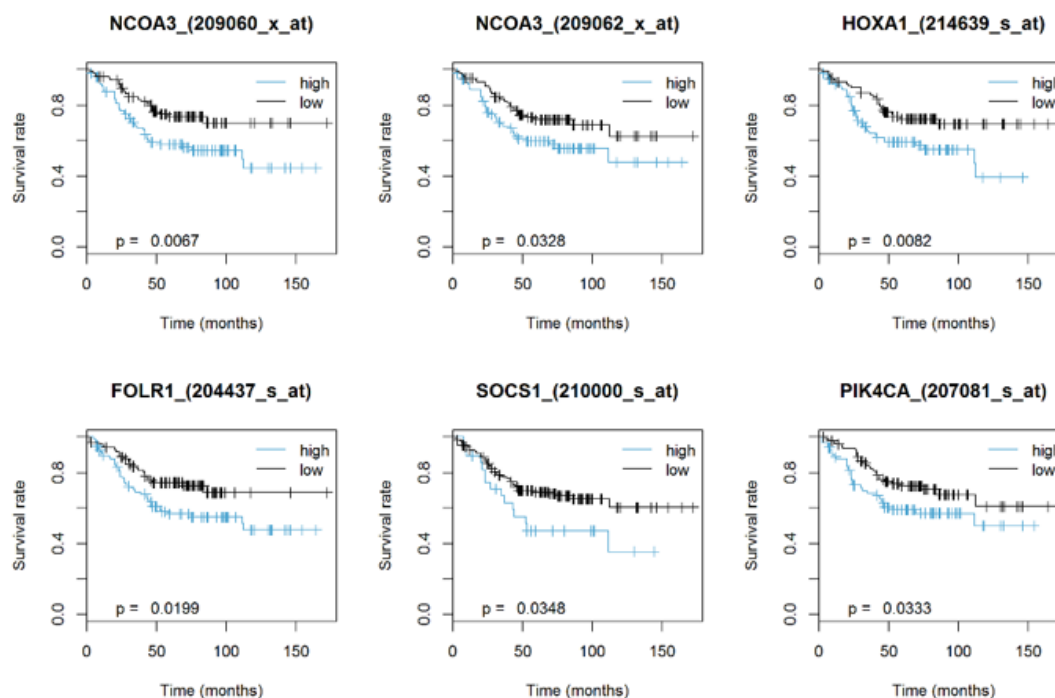 NCOA3_(209060_x_at)
NCOA3_(209062_x_at)
HOXA1_(214639_s_at)
Survival rate
0.0 0.4 0.8
high
low
p = 0.0067
0 50 100 150
Time (months)
Survival rate
0.0 0.4 0.8
high
low
p = 0.0328
0 50 100 150
Time (months)
Survival rate
0.0 0.4 0.8
high
low
p = 0.0082
0 50 100 150
Time (months)
FOLR1_(204437_s_at)
SOCS1_(210000_s_at)
PIK4CA_(207081_s_at)
Survival rate
0.0 0.4 0.8
high
low
p = 0.0199
0 50 100 150
Time (months)
Survival rate
0.0 0.4 0.8
high
low
p = 0.0348
0 50 100 150
Time (months)
Survival rate
0.0 0.4 0.8
high
low
p = 0.0333
0 50 100 150
Time (months)